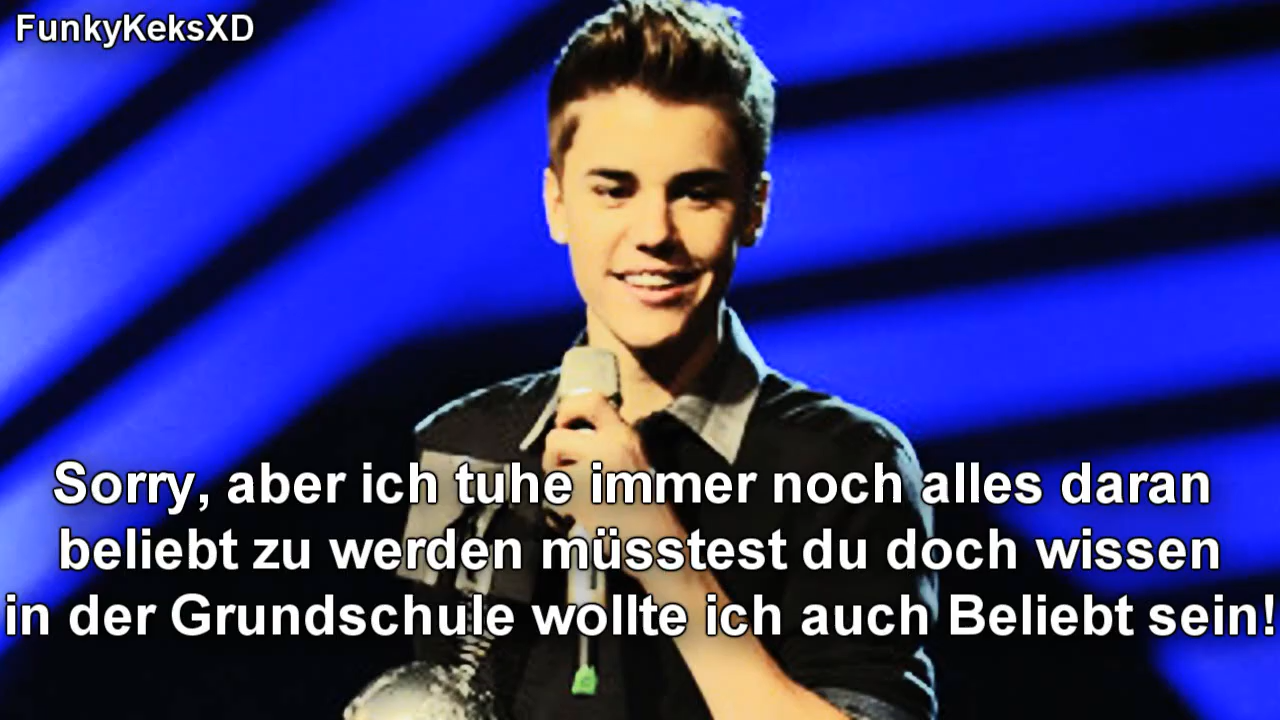 FunkyKeksXD
Sorry, aber ich tuhe immer noch alles daran
beliebt zu werden müsstest du doch wissen
in der Grundschule wollte ich auch Beliebt sein!